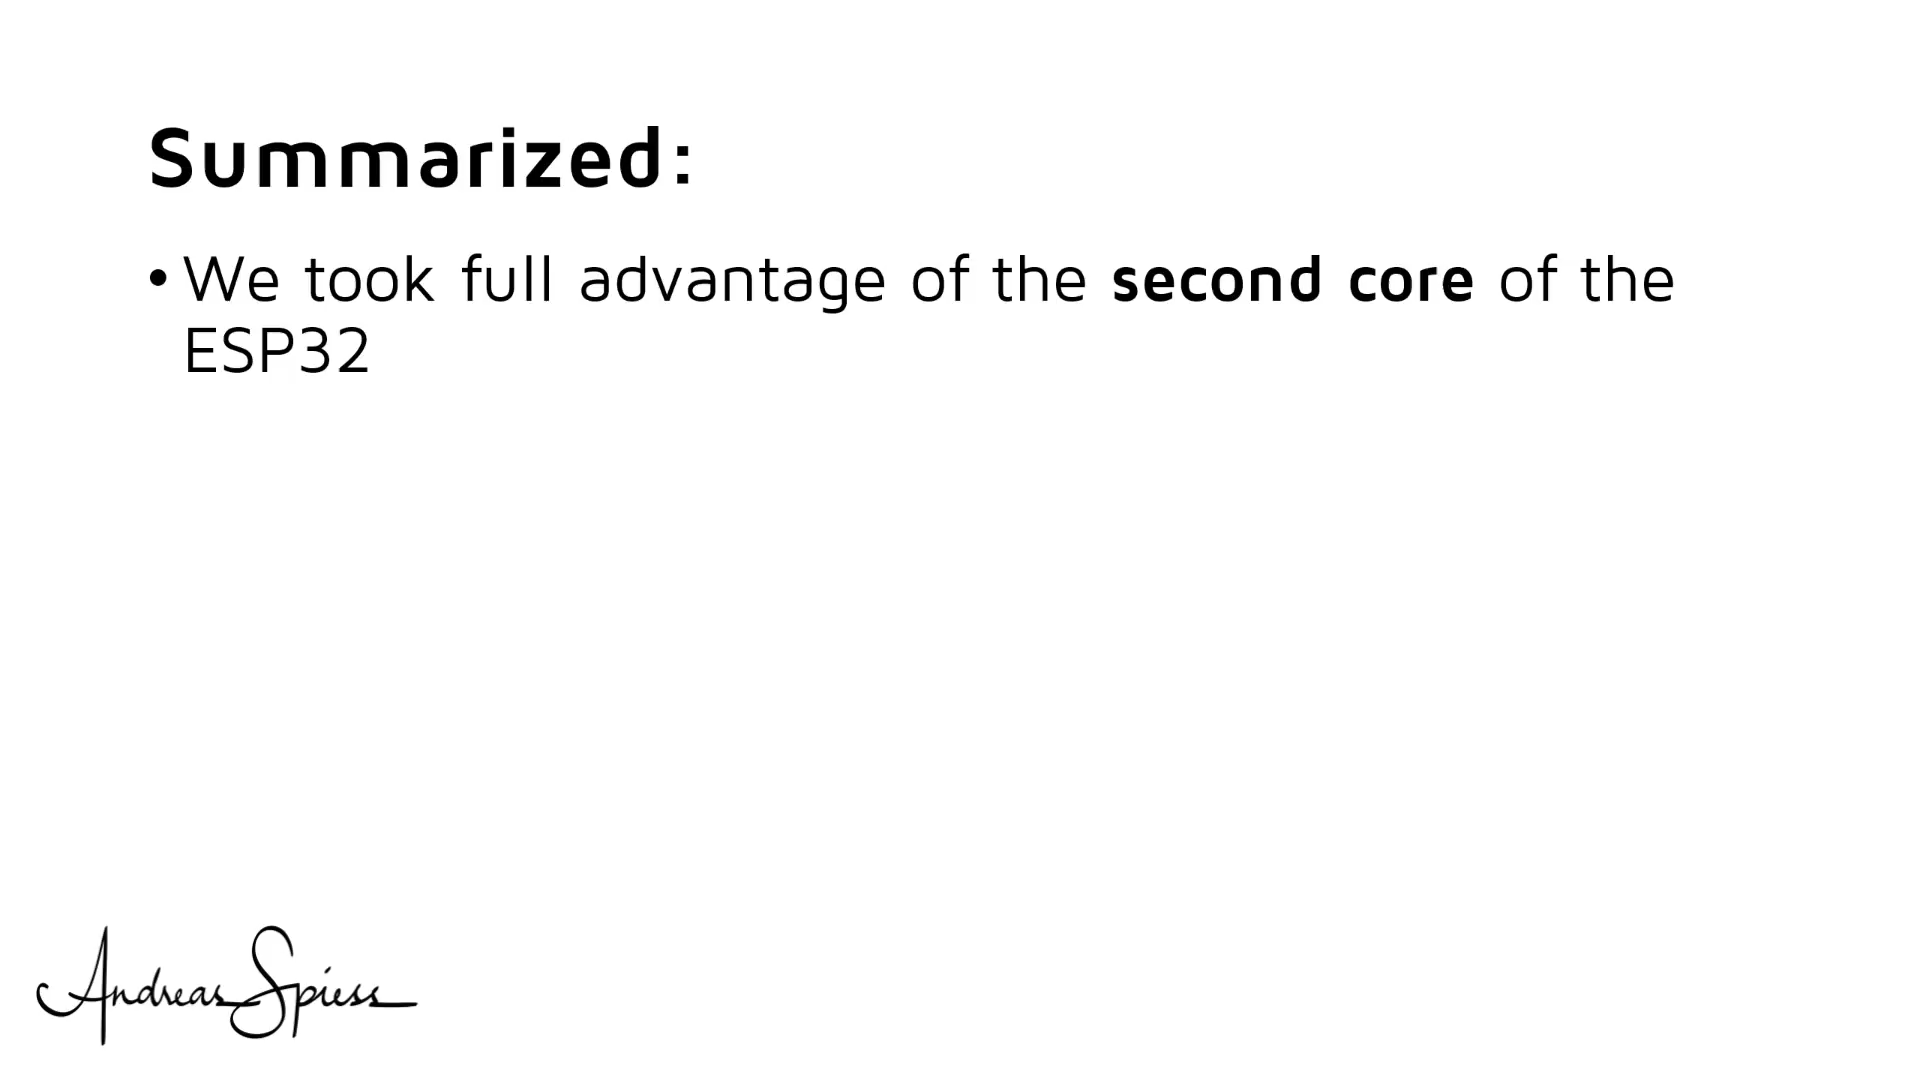 Summarized:
• We took full advantage of the second core of the
ESP32
Andreas Spiess